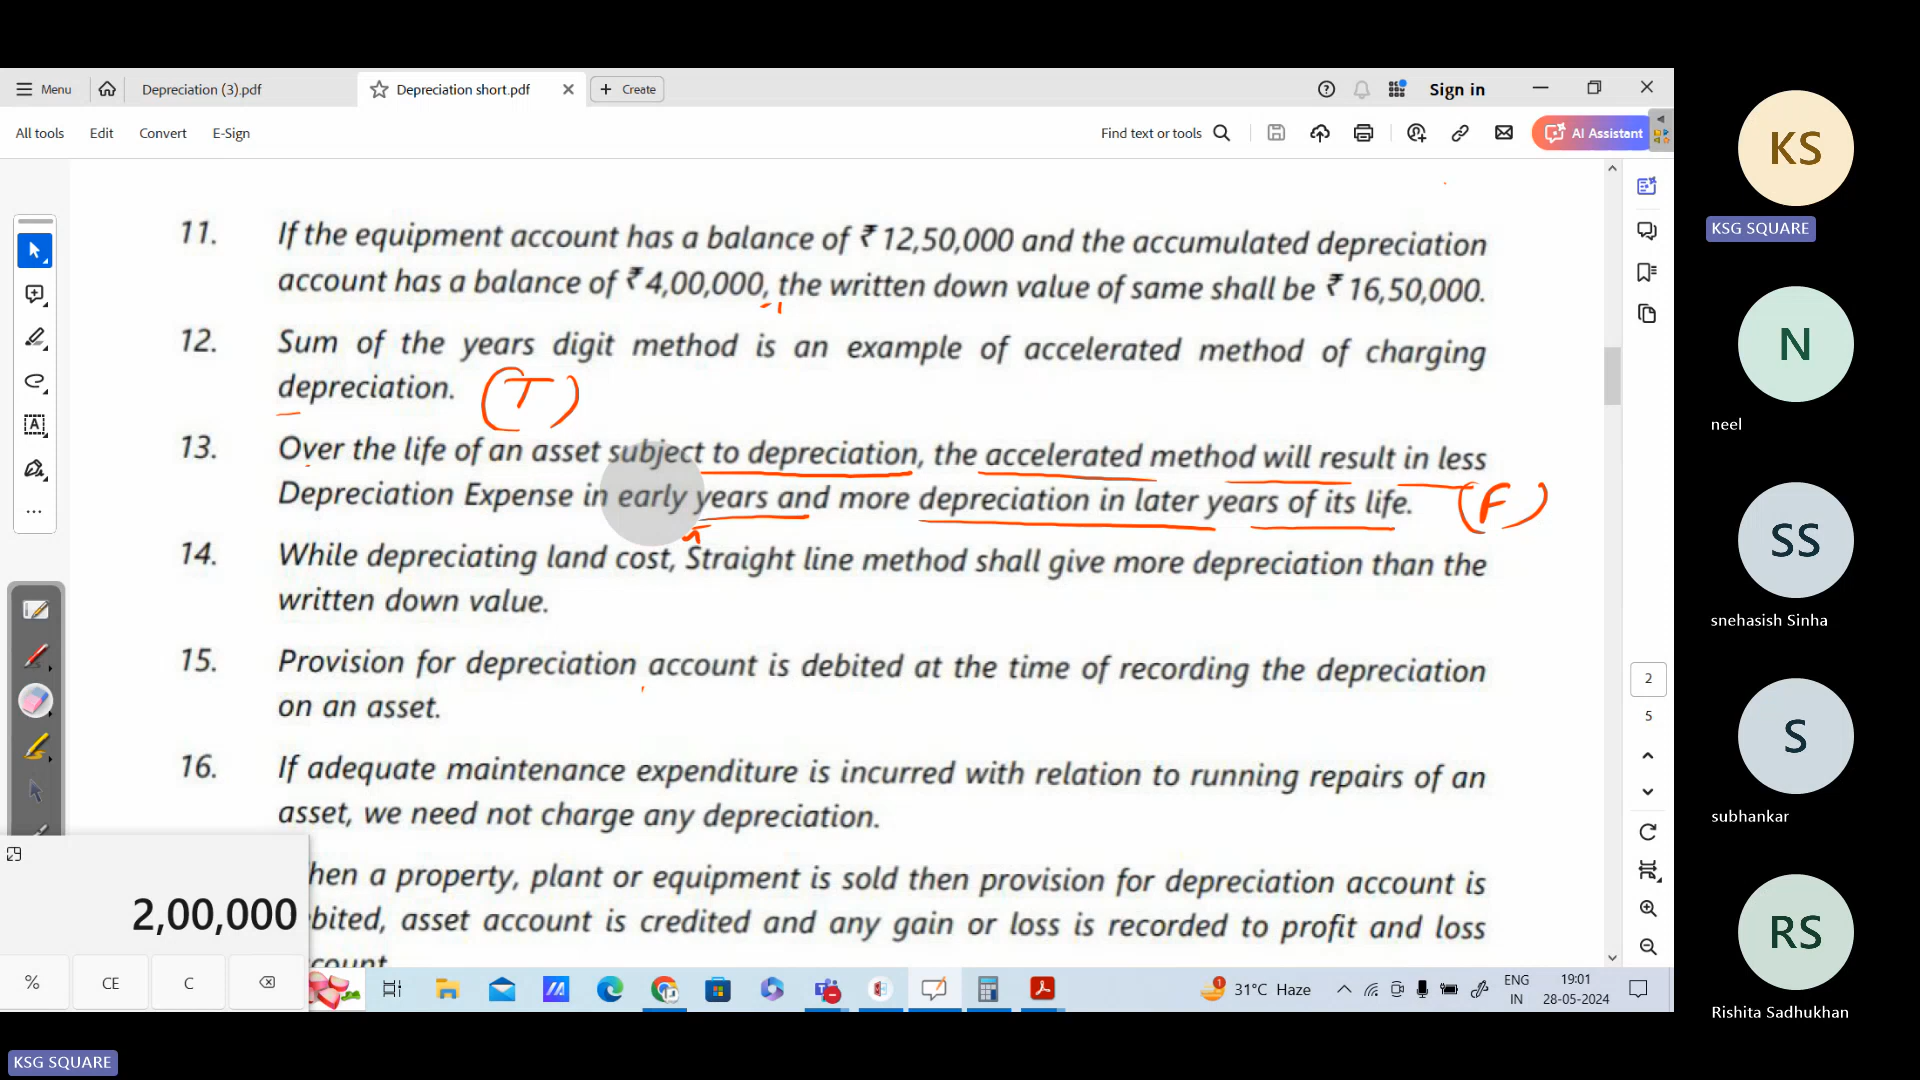 Menu
Depreciation (3).pdf
Depreciation short.pdf
Create
Sign in
All tools
Edit
Convert
E-Sign
Find text or tools
AI Assistant
11. If the equipment account has a balance of ₹ 12,50,000 and the accumulated depreciation
account has a balance of ₹ 4,00,000, the written down value of same shall be ₹ 16,50,000.
12. Sum of the years digit method is an example of accelerated method of charging
depreciation. (T)
13. Over the life of an asset subject to depreciation, the accelerated method will result in less
Depreciation Expense in early years and more depreciation in later years of its life. (F)
14. While depreciating land cost, Straight line method shall give more depreciation than the
written down value.
15. Provision for depreciation account is debited at the time of recording the depreciation
on an asset.
16. If adequate maintenance expenditure is incurred with relation to running repairs of an
asset, we need not charge any depreciation.
hen a property, plant or equipment is sold then provision for depreciation account is
bited, asset account is credited and any gain or loss is recorded to profit and loss
count.
2
5
2,00,000
%
CE
C
31°C Haze
ENG
IN
19:01
28-05-2024
KS
KSG SQUARE
N
neel
SS
snehasish Sinha
S
subhankar
RS
Rishita Sadhukhan
KSG SQUARE